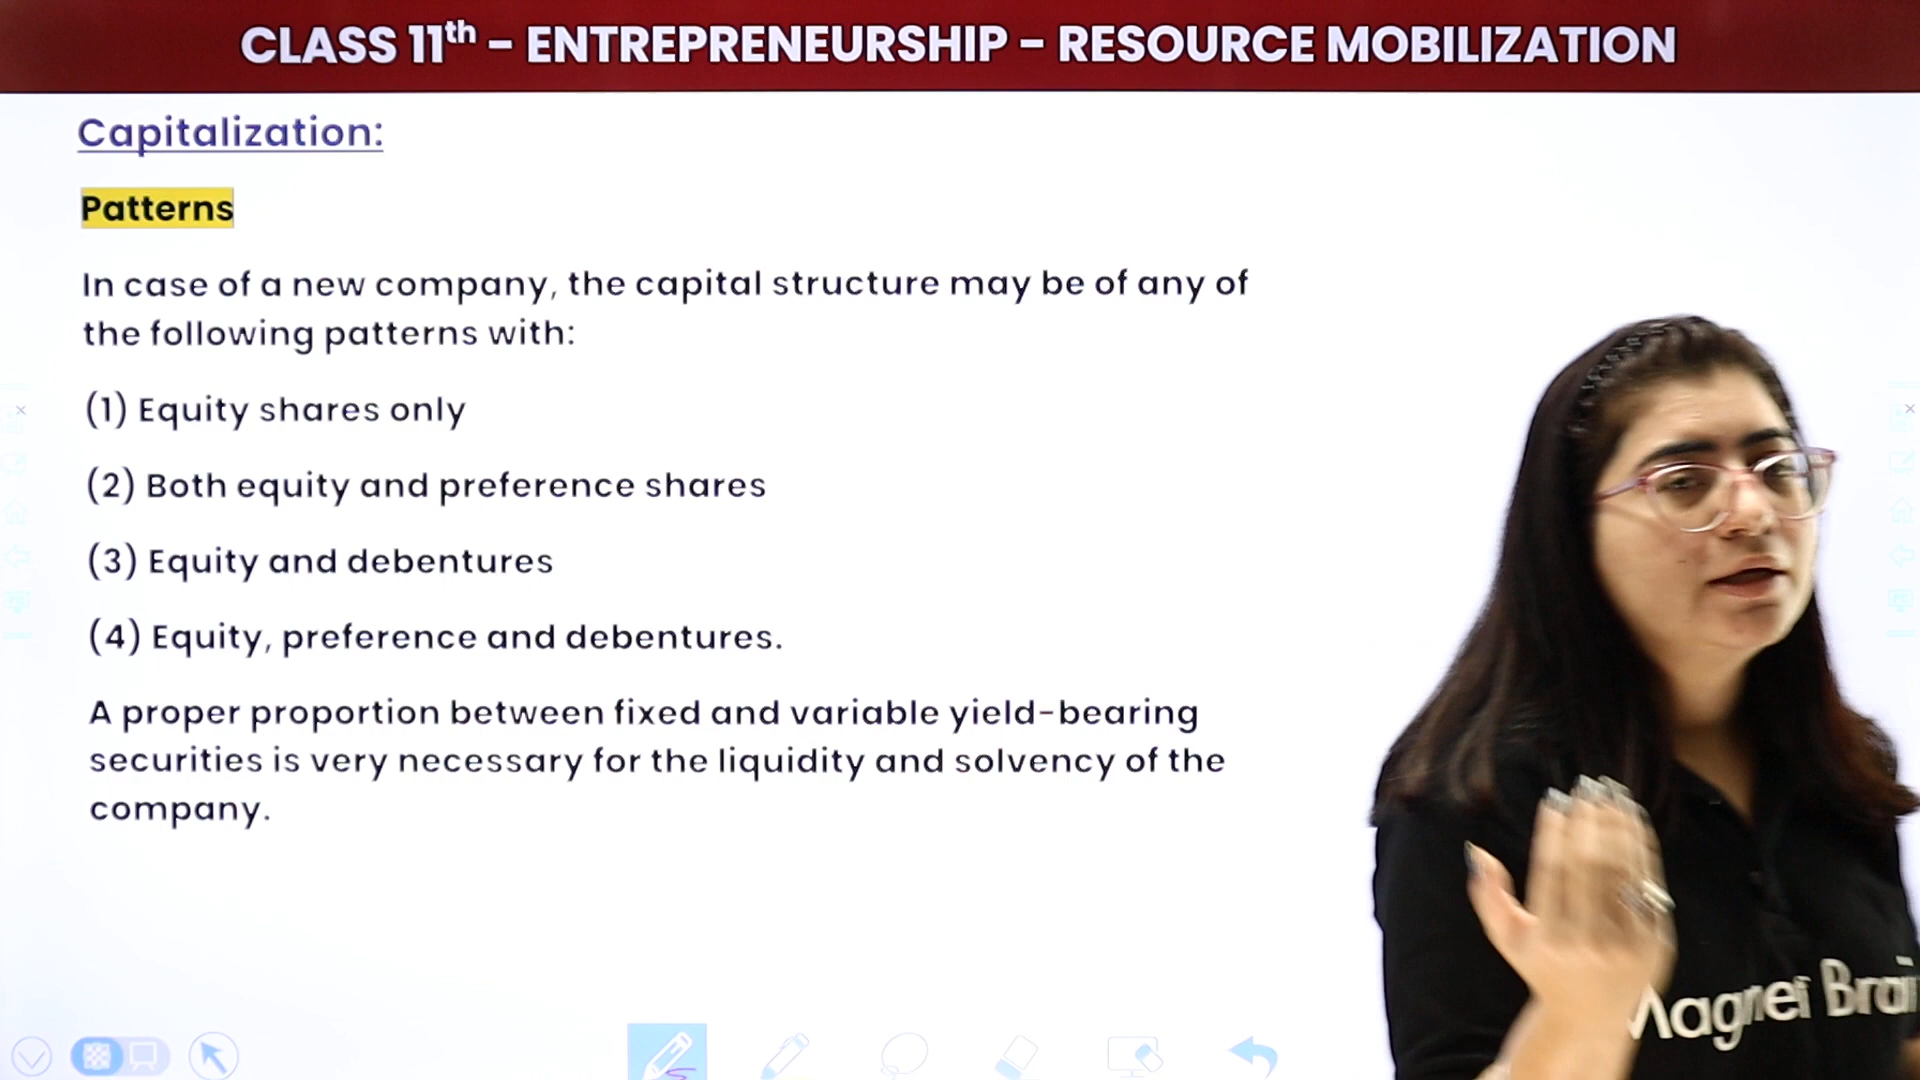 CLASS 11th – ENTREPRENEURSHIP – RESOURCE MOBILIZATION
Capitalization:
Patterns
In case of a new company, the capital structure may be of any of
the following patterns with:
(1) Equity shares only
(2) Both equity and preference shares
(3) Equity and debentures
(4) Equity, preference and debentures.
A proper proportion between fixed and variable yield-bearing
securities is very necessary for the liquidity and solvency of the
company.
Magnet Brai